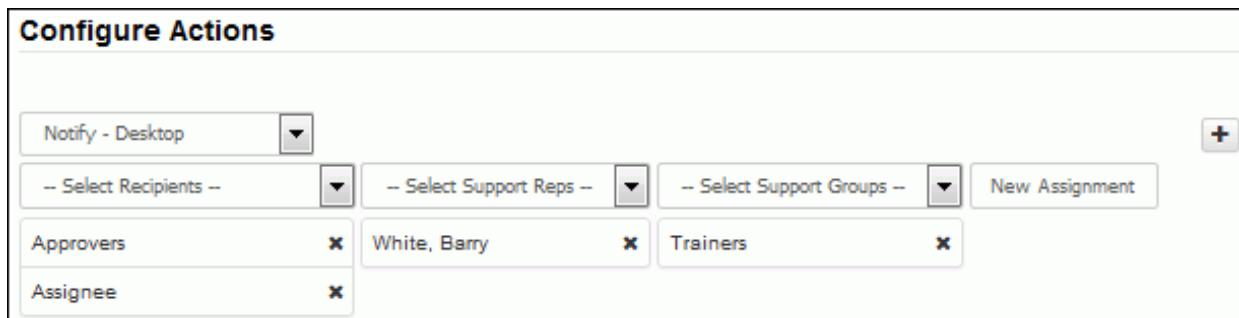 Configure Actions
Notify - Desktop
-- Select Recipients -- -- Select Support Reps -- -- Select Support Groups -- New Assignment
Approvers White, Barry Trainers
Assignee